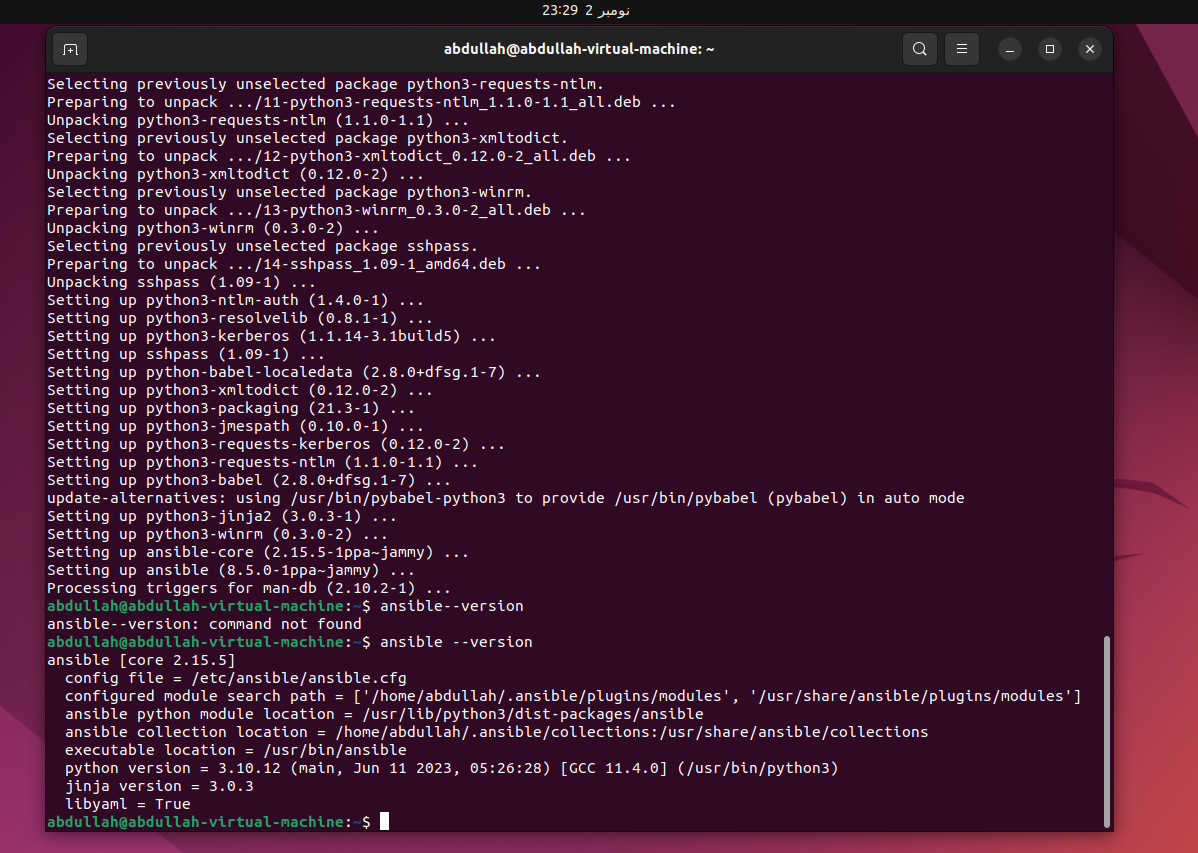 نومبر 2  23:29
abdullah@abdullah-virtual-machine: ~
Selecting previously unselected package python3-requests-ntlm.
Preparing to unpack .../11-python3-requests-ntlm_1.1.0-1.1_all.deb ...
Unpacking python3-requests-ntlm (1.1.0-1.1) ...
Selecting previously unselected package python3-xmltodict.
Preparing to unpack .../12-python3-xmltodict_0.12.0-2_all.deb ...
Unpacking python3-xmltodict (0.12.0-2) ...
Selecting previously unselected package python3-winrm.
Preparing to unpack .../13-python3-winrm_0.3.0-2_all.deb ...
Unpacking python3-winrm (0.3.0-2) ...
Selecting previously unselected package sshpass.
Preparing to unpack .../14-sshpass_1.09-1_amd64.deb ...
Unpacking sshpass (1.09-1) ...
Setting up python3-ntlm-auth (1.4.0-1) ...
Setting up python3-resolvelib (0.8.1-1) ...
Setting up python3-kerberos (1.1.14-3.1build5) ...
Setting up sshpass (1.09-1) ...
Setting up python-babel-localedata (2.8.0+dfsg.1-7) ...
Setting up python3-xmltodict (0.12.0-2) ...
Setting up python3-packaging (21.3-1) ...
Setting up python3-jmespath (0.10.0-1) ...
Setting up python3-requests-kerberos (0.12.0-2) ...
Setting up python3-requests-ntlm (1.1.0-1.1) ...
Setting up python3-babel (2.8.0+dfsg.1-7) ...
update-alternatives: using /usr/bin/pybabel-python3 to provide /usr/bin/pybabel (pybabel) in auto mode
Setting up python3-jinja2 (3.0.3-1) ...
Setting up python3-winrm (0.3.0-2) ...
Setting up ansible-core (2.15.5-1ppa~jammy) ...
Setting up ansible (8.5.0-1ppa~jammy) ...
Processing triggers for man-db (2.10.2-1) ...
abdullah@abdullah-virtual-machine:~$ ansible--version
ansible--version: command not found
abdullah@abdullah-virtual-machine:~$ ansible --version
ansible [core 2.15.5]
  config file = /etc/ansible/ansible.cfg
  configured module search path = ['/home/abdullah/.ansible/plugins/modules', '/usr/share/ansible/plugins/modules']
  ansible python module location = /usr/lib/python3/dist-packages/ansible
  ansible collection location = /home/abdullah/.ansible/collections:/usr/share/ansible/collections
  executable location = /usr/bin/ansible
  python version = 3.10.12 (main, Jun 11 2023, 05:26:28) [GCC 11.4.0] (/usr/bin/python3)
  jinja version = 3.0.3
  libyaml = True
abdullah@abdullah-virtual-machine:~$